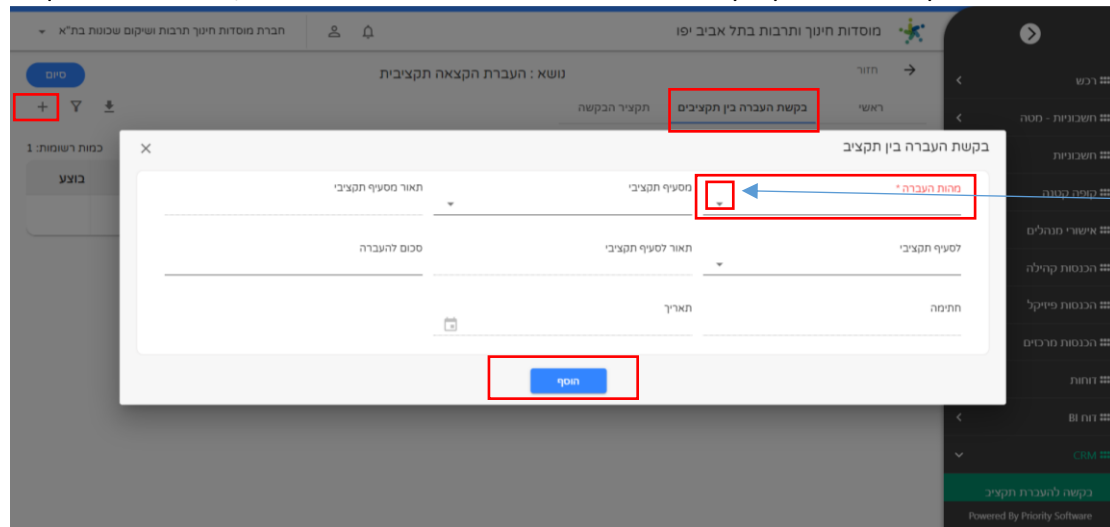 מוסדות חינוך ותרבות בתל אביב יפו
חברת מוסדות חינוך תרבות ושיקום שכונות בת"א
חזור
נושא : העברת הקצאה תקציבית
סיום
ראשי
בקשת העברה בין תקציבים
תקציר הבקשה
כמות רשומות: 1
בוצע
בקשת העברה בין תקציב
מהות העברה *
מסעיף תקציבי
תאור מסעיף תקציבי
לסעיף תקציבי
תאור לסעיף תקציבי
סכום להעברה
חתימה
תאריך
הוסף
רכש
חשבוניות - מטה
חשבוניות
קופה קטנה
אישורי מנהלים
הכנסות קהילה
הכנסות פיזיקל
הכנסות מרכזים
דוחות
דוח BI
CRM
בקשה להעברת תקציב
Powered By Priority Software